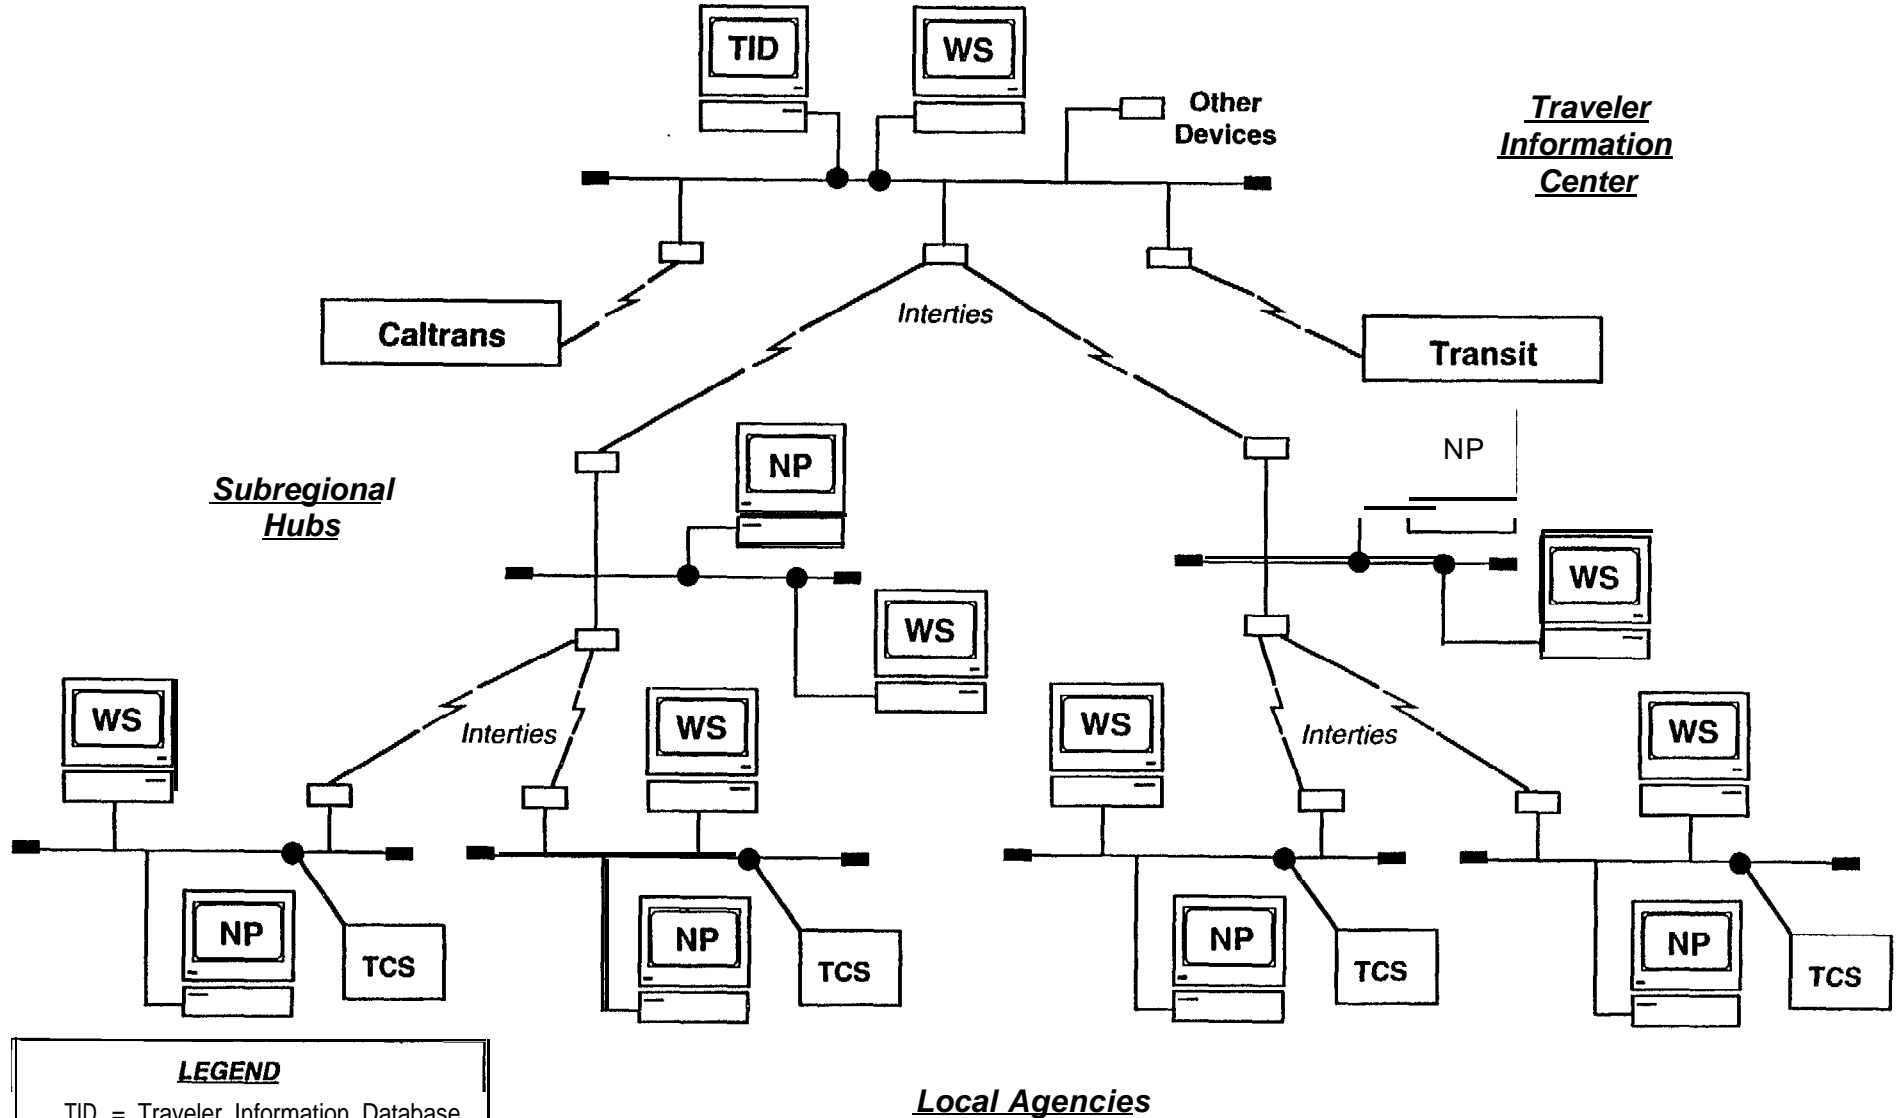 TID
WS
Other
Devices
Traveler
Information
Center
Caltrans
Interties
Transit
NP
NP
Subregional
Hubs
WS
WS
WS
Interties
WS
WS
Interties
WS
NP
TCS
NP
TCS
NP
TCS
NP
TCS
LEGEND
TID = Traveler Information Database
Local Agencies